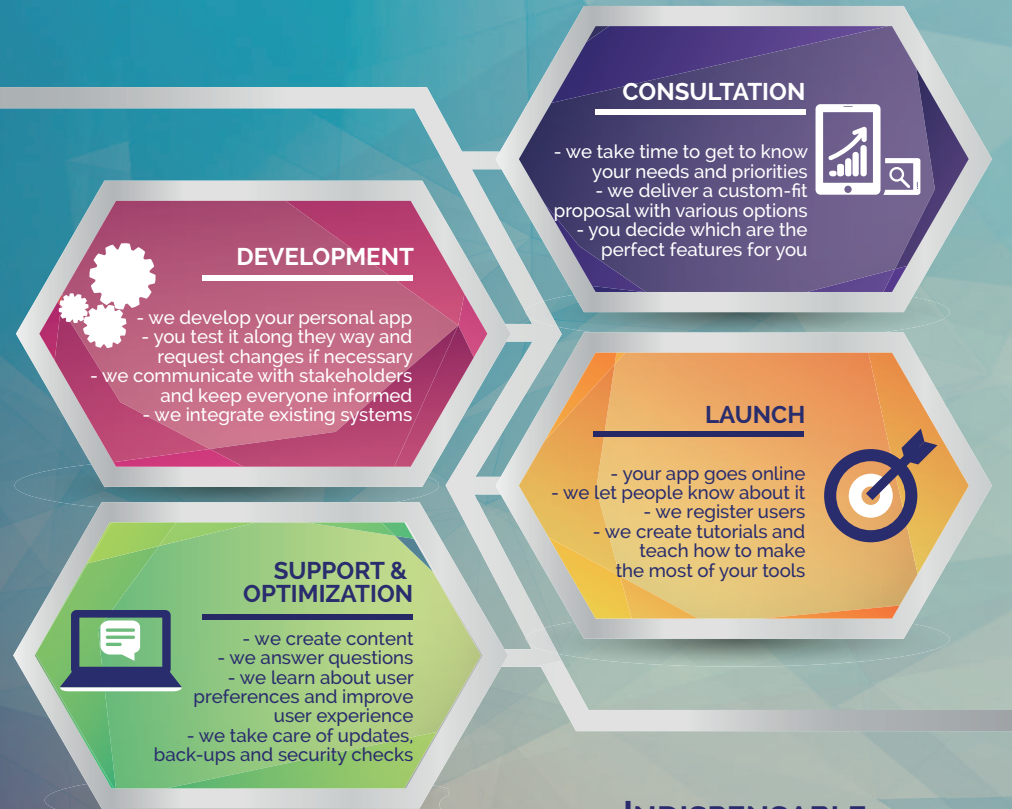 CONSULTATION
- we take time to get to know
your needs and priorities
- we deliver a custom-fit
proposal with various options
- you decide which are the
perfect features for you
DEVELOPMENT
- we develop your personal app
- you test it along they way and
request changes if necessary
- we communicate with stakeholders
and keep everyone informed
- we integrate existing systems
LAUNCH
- your app goes online
- we let people know about it
- we register users
- we create tutorials and
teach how to make
the most of your tools
SUPPORT &
OPTIMIZATION
- we create content
- we answer questions
- we learn about user
preferences and improve
user experience
- we take care of updates,
back-ups and security checks
INDISPENSABLE